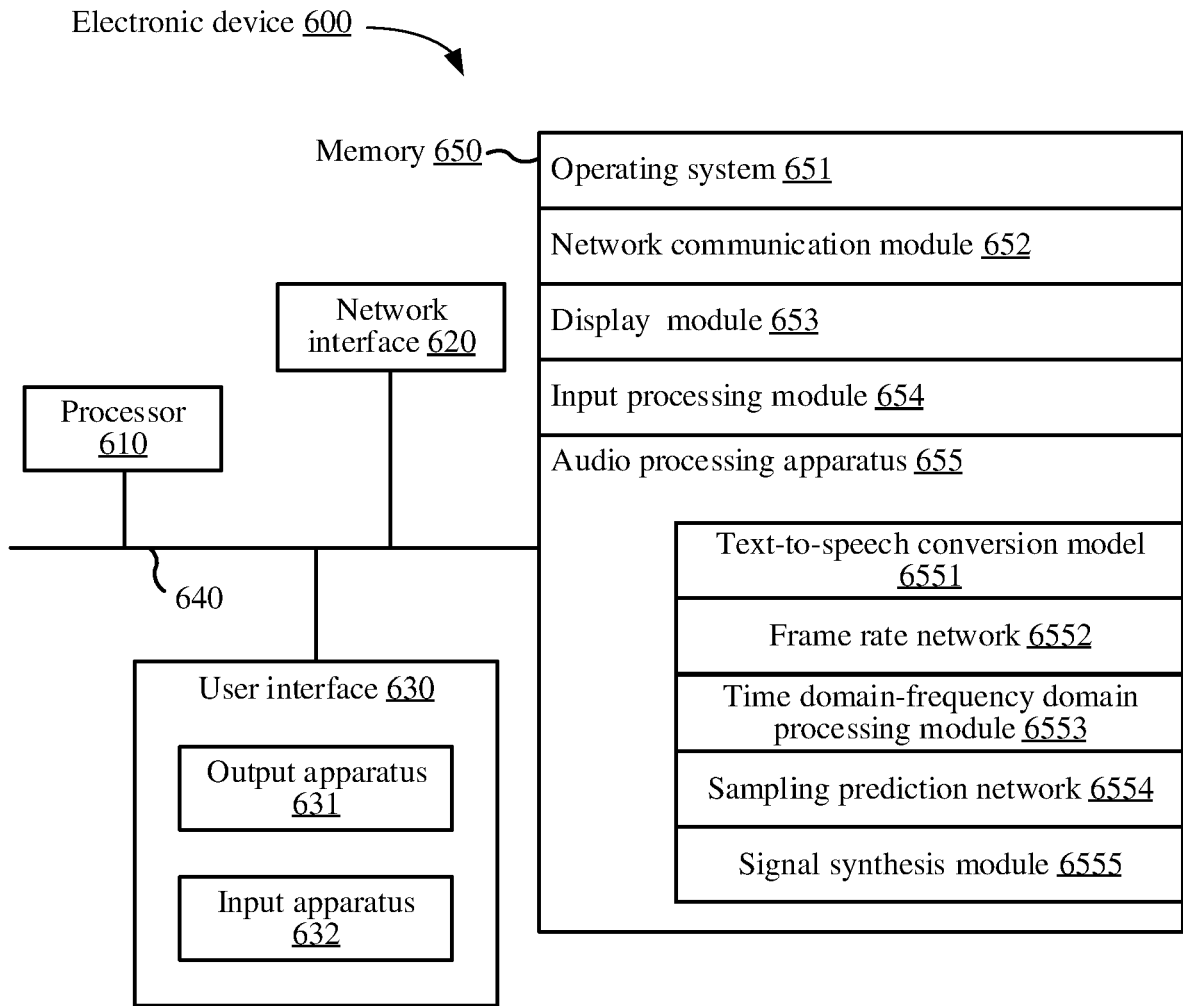 Electronic device 600
Memory 650
Operating system 651
Network communication module 652
Display module 653
Input processing module 654
Audio processing apparatus 655
Text-to-speech conversion model
6551
Frame rate network 6552
Time domain-frequency domain
processing module 6553
Sampling prediction network 6554
Signal synthesis module 6555
Network
interface 620
Processor
610
640
User interface 630
Output apparatus
631
Input apparatus
632